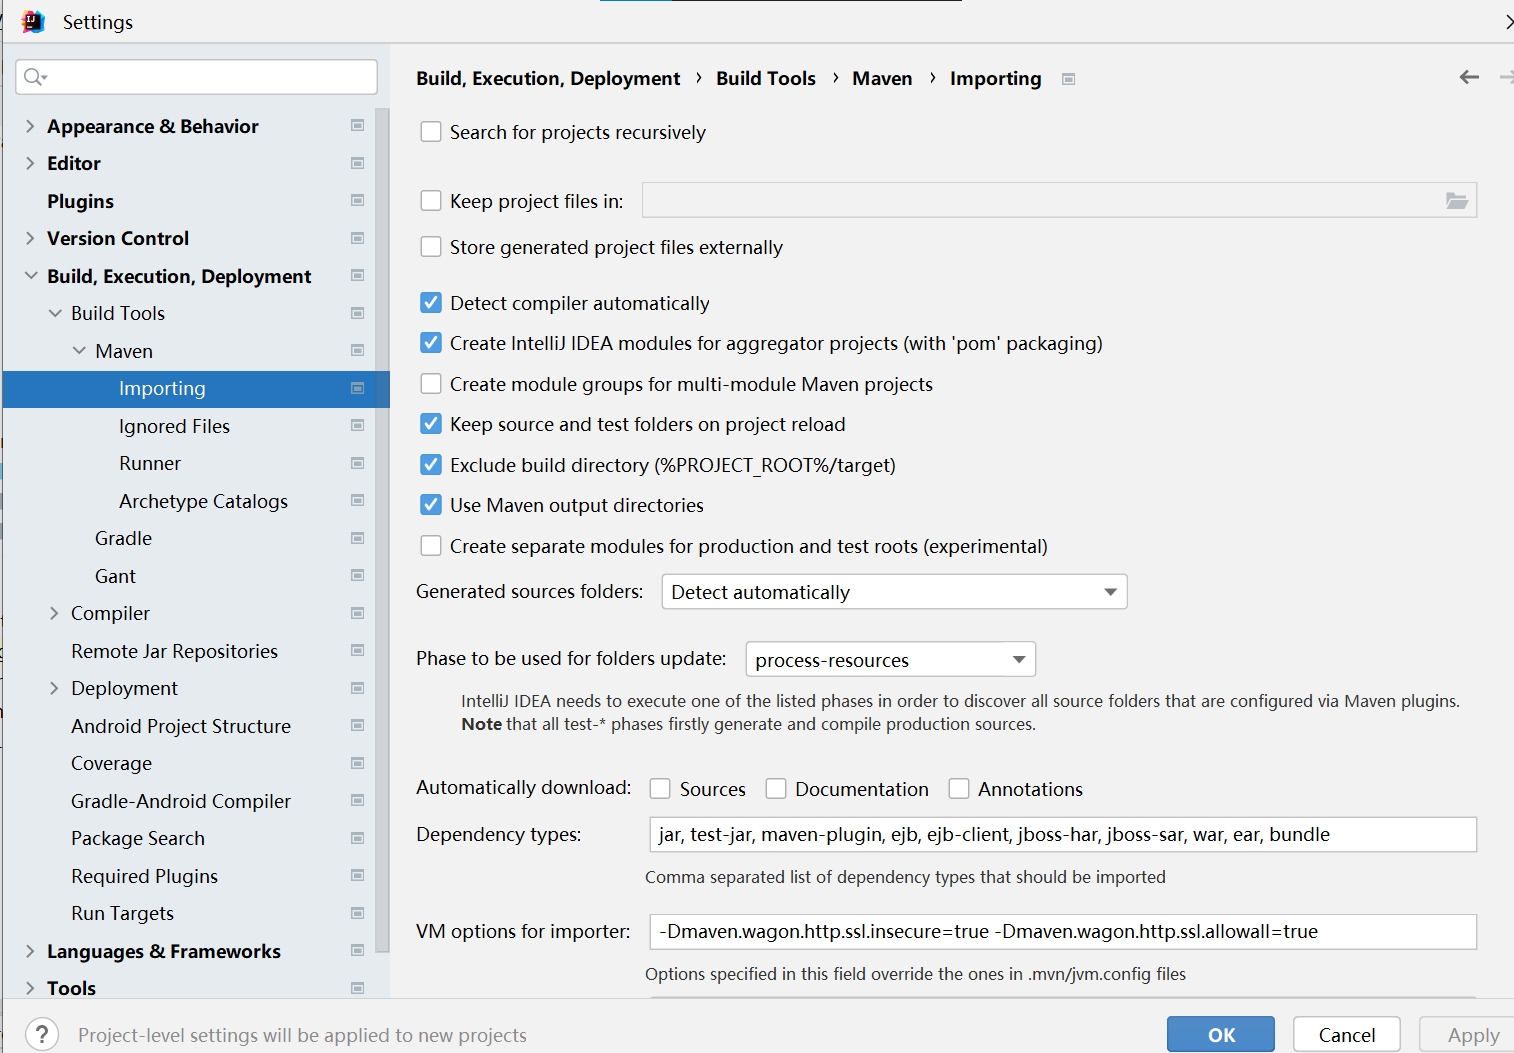 Settings
Appearance & Behavior
Editor
Plugins
Version Control
Build, Execution, Deployment
Build Tools
Maven
Importing
Ignored Files
Runner
Archetype Catalogs
Gradle
Gant
Compiler
Remote Jar Repositories
Deployment
Android Project Structure
Coverage
Gradle-Android Compiler
Package Search
Required Plugins
Run Targets
Languages & Frameworks
Tools
Build, Execution, Deployment › Build Tools › Maven › Importing
Search for projects recursively
Keep project files in:
Store generated project files externally
Detect compiler automatically
Create IntelliJ IDEA modules for aggregator projects (with 'pom' packaging)
Create module groups for multi-module Maven projects
Keep source and test folders on project reload
Exclude build directory (%PROJECT_ROOT%/target)
Use Maven output directories
Create separate modules for production and test roots (experimental)
Generated sources folders: Detect automatically
Phase to be used for folders update: process-resources
IntelliJ IDEA needs to execute one of the listed phases in order to discover all source folders that are configured via Maven plugins.
Note that all test-* phases firstly generate and compile production sources.
Automatically download: Sources Documentation Annotations
Dependency types: jar, test-jar, maven-plugin, ejb, ejb-client, jboss-har, jboss-sar, war, ear, bundle
Comma separated list of dependency types that should be imported
VM options for importer: -Dmaven.wagon.http.ssl.insecure=true -Dmaven.wagon.http.ssl.allowall=true
Options specified in this field override the ones in .mvn/jvm.config files
? Project-level settings will be applied to new projects
OK Cancel Apply